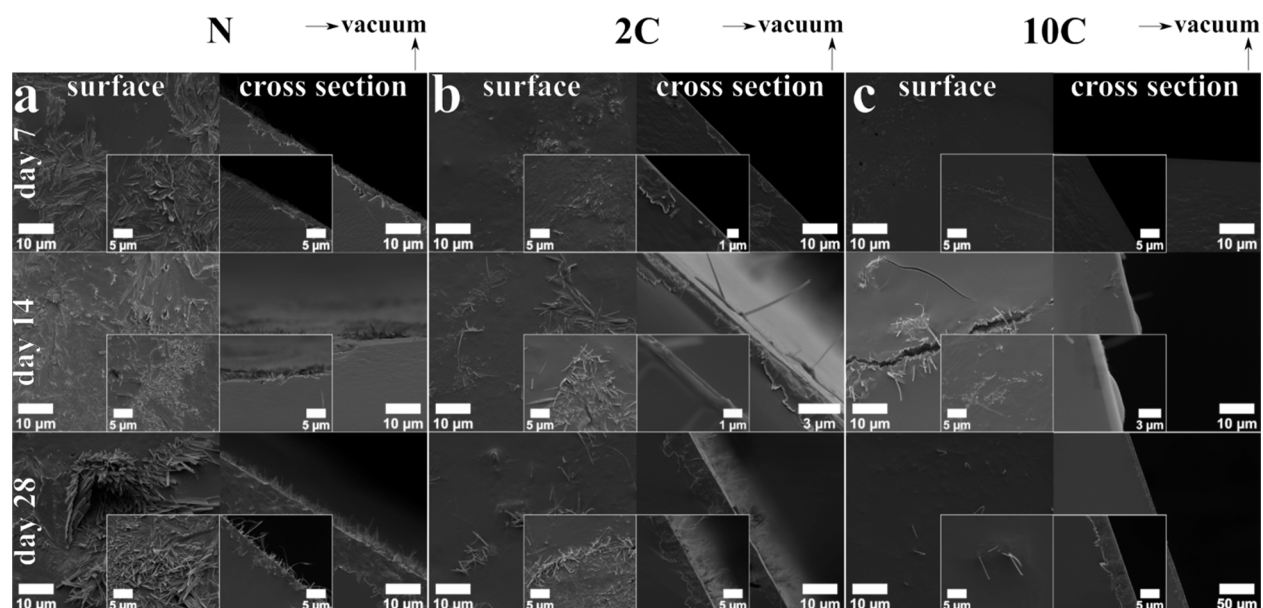 N → vacuum 2C → vacuum 10C → vacuum
a surface cross section b surface cross section c surface cross section
day 7
10 µm 5 µm 5 µm 10 µm 5 µm 1 µm 10 µm 5 µm 5 µm 10 µm
day 14
10 µm 5 µm 5 µm 10 µm 10 µm 5 µm 1 µm 3 µm 10 µm 5 µm 3 µm 10 µm
day 28
10 µm 5 µm 5 µm 10 µm 10 µm 5 µm 5 µm 10 µm 10 µm 5 µm 5 µm 50 µm